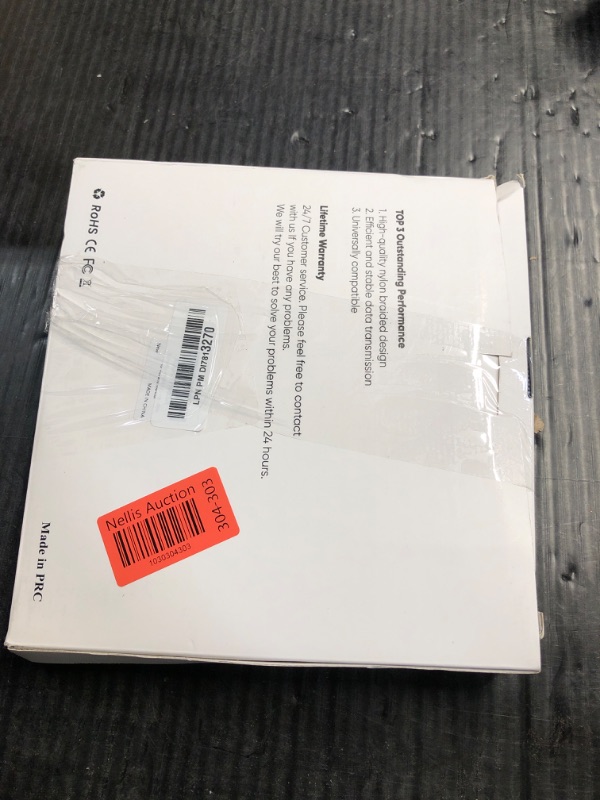 TOP 3 Outstanding Performance
1. High-quality nylon braided design
2. Efficient and stable data transmission
3. Universally compatible
Lifetime Warranty
24/7 Customer service. Please feel free to contact
with us if you have any problems.
We will try our best to solve your problems within 24 hours.
RoHS CE FC
Made in PRC
Nellis Auction
304-303
1030304303